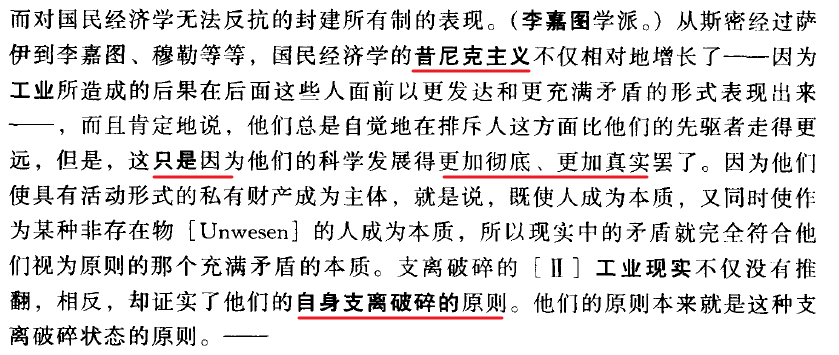 而对国民经济学无法反抗的封建所有制的表现。（李嘉图学派。）从斯密经过萨
伊到李嘉图、穆勒等等，国民经济学的昔尼克主义不仅相对地增长了——因为
工业所造成的后果在后面这些人面前以更发达和更充满矛盾的形式表现出来
——，而且肯定地说，他们总是自觉地在排斥人这方面比他们的先驱者走得更
远，但是，这只是因为他们的科学发展得更加彻底、更加真实罢了。因为他们
使具有活动形式的私有财产成为主体，就是说，既使人成为本质，又同时使作
为某种非存在物［Unwesen］的人成为本质，所以现实中的矛盾就完全符合他
们视为原则的那个充满矛盾的本质。支离破碎的［Ⅱ］工业现实不仅没有推
翻，相反，却证实了他们的自身支离破碎的原则。他们的原则本来就是这种支
离破碎状态的原则。——